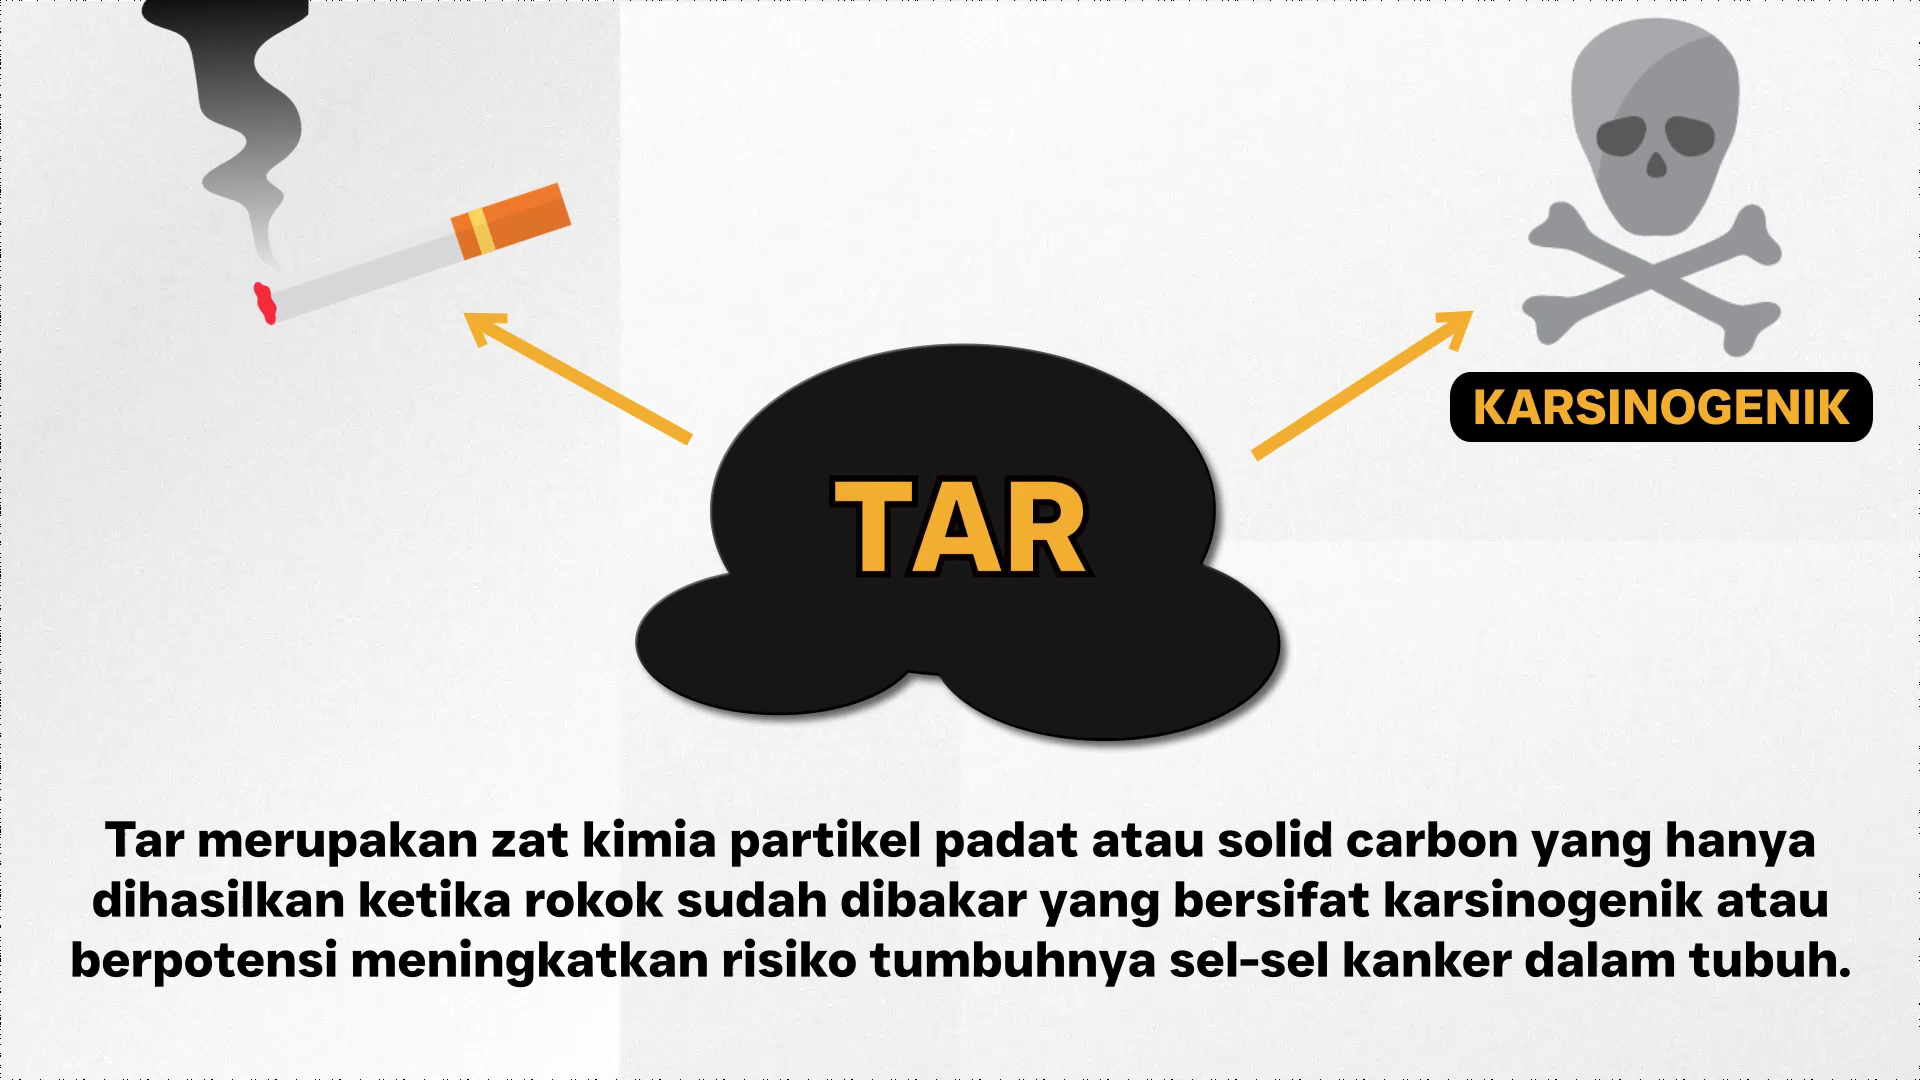 KARSINOGENIK
TAR
Tar merupakan zat kimia partikel padat atau solid carbon yang hanya
dihasilkan ketika rokok sudah dibakar yang bersifat karsinogenik atau
berpotensi meningkatkan risiko tumbuhnya sel-sel kanker dalam tubuh.